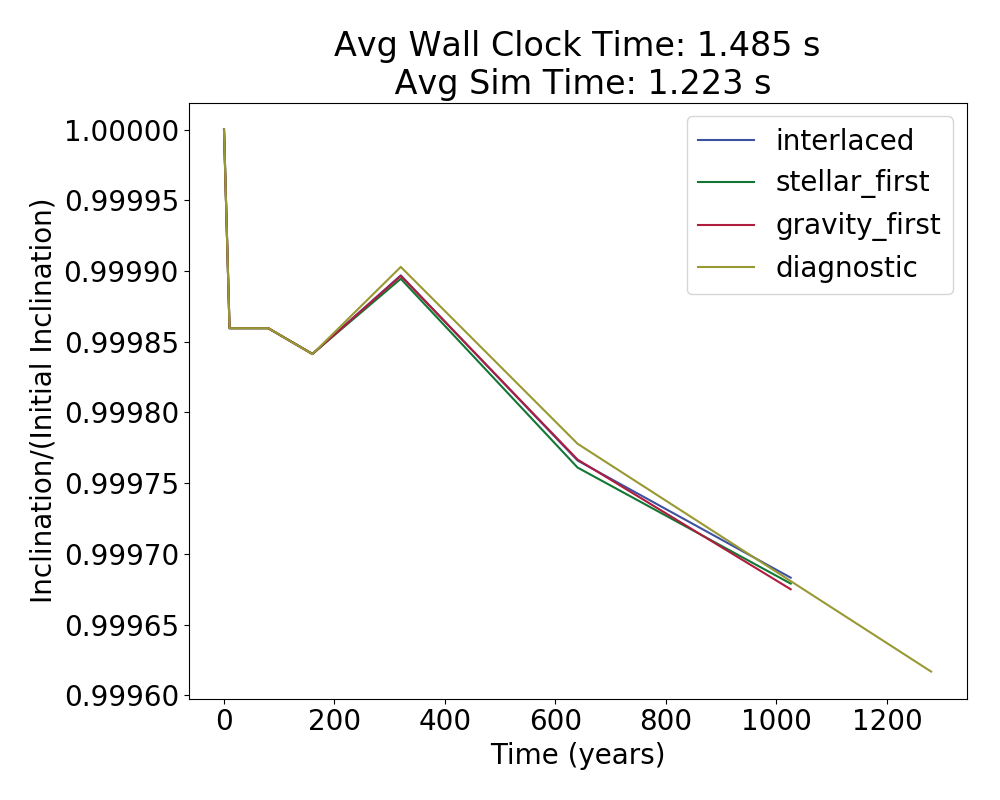 Avg Wall Clock Time: 1.485 s
Avg Sim Time: 1.223 s
1.00000
0.99995
0.99990
0.99985
0.99980
0.99975
0.99970
0.99965
0.99960
Inclination/(Initial Inclination)
interlaced
stellar_first
gravity_first
diagnostic
0 200 400 600 800 1000 1200
Time (years)